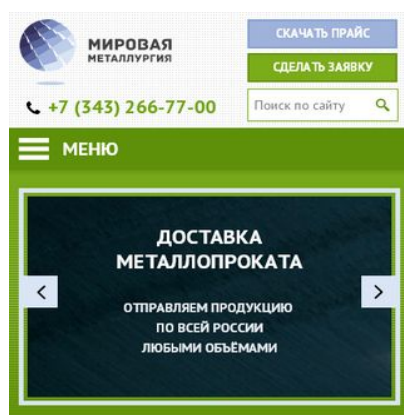 МИРОВАЯ
МЕТАЛЛУРГИЯ
СКАЧАТЬ ПРАЙС
СДЕЛАТЬ ЗАЯВКУ
+7 (343) 266-77-00
Поиск по сайту
МЕНЮ
ДОСТАВКА
МЕТАЛЛОПРОКАТА
ОТПРАВЛЯЕМ ПРОДУКЦИЮ
ПО ВСЕЙ РОССИИ
ЛЮБЫМИ ОБЪЁМАМИ